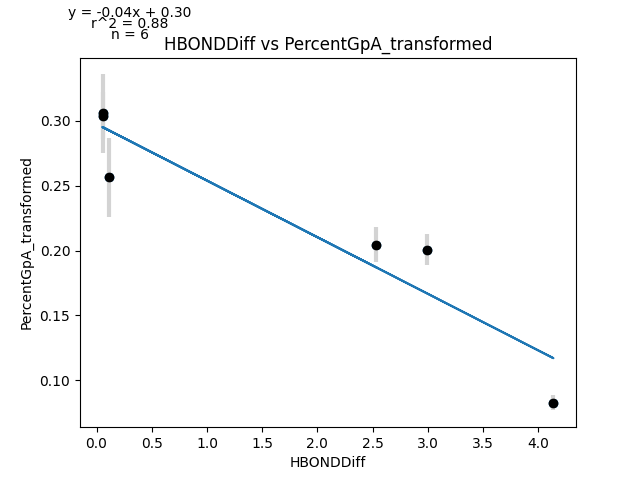 y = -0.04x + 0.30
r^2 = 0.88
n = 6
HBONDDiff vs PercentGpA_transformed
PercentGpA_transformed
0.30
0.25
0.20
0.15
0.10
0.0 0.5 1.0 1.5 2.0 2.5 3.0 3.5 4.0
HBONDDiff